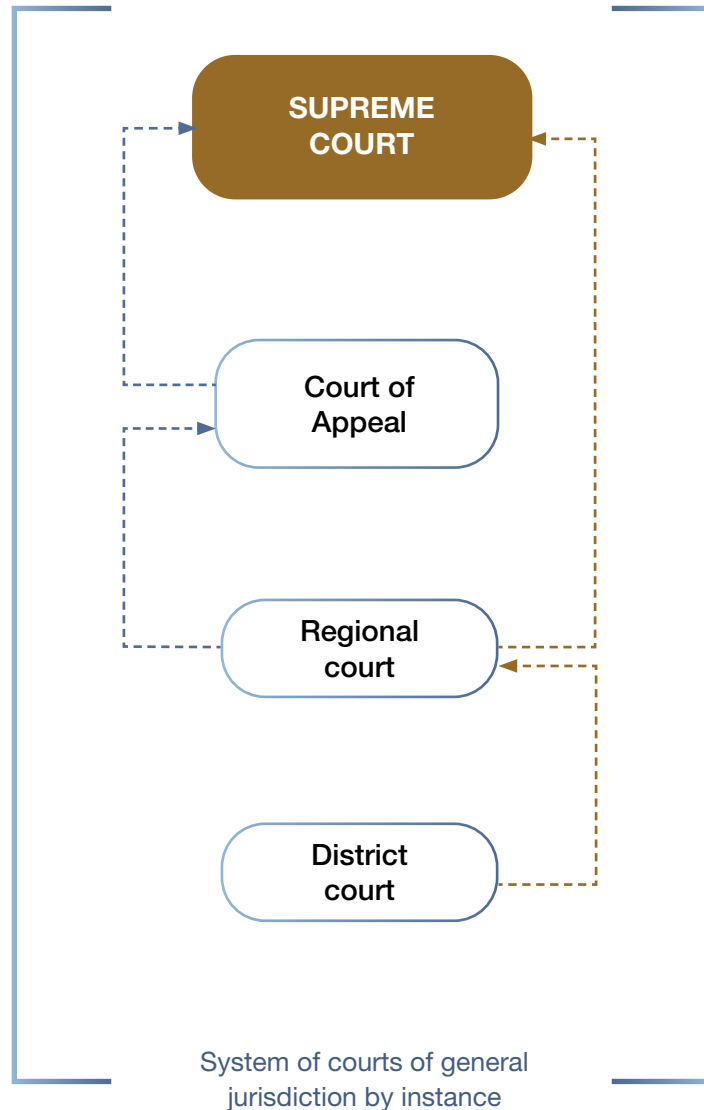 SUPREME
COURT
Court of
Appeal
Regional
court
District
court
System of courts of general
jurisdiction by instance